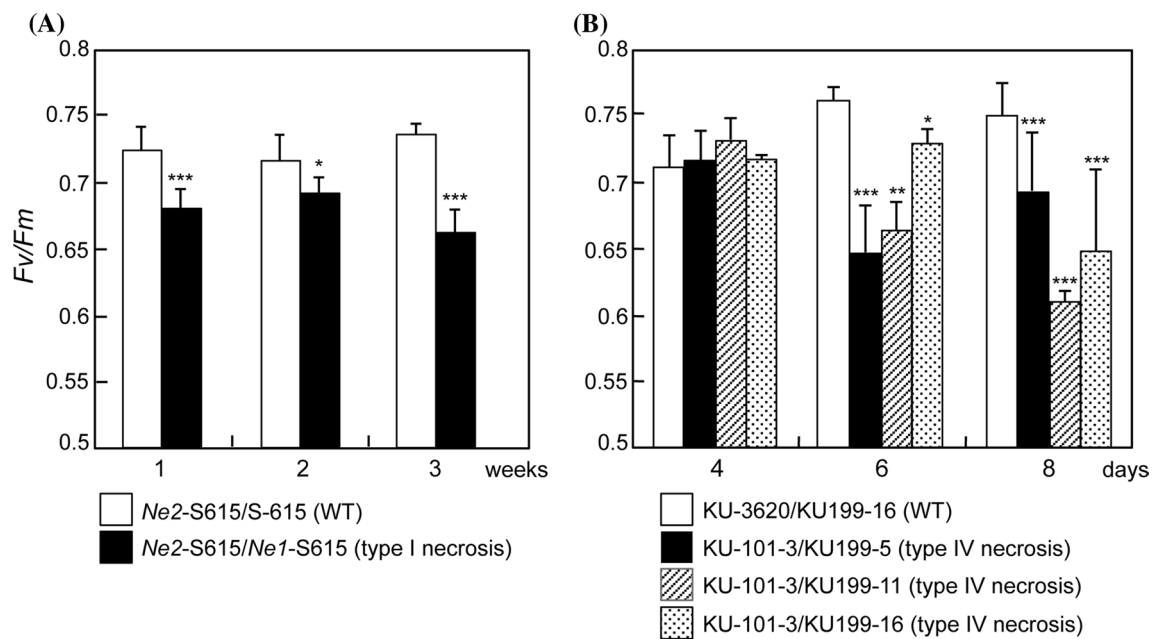 (A)
(B)
Fv/Fm
0.8
0.75
0.7
0.65
0.6
0.55
0.5
***
*
***
1 2 3 weeks
Ne2-S615/S-615 (WT)
Ne2-S615/Ne1-S615 (type I necrosis)
0.8
0.75
0.7
0.65
0.6
0.55
0.5
***
**
*
***
***
***
4 6 8 days
KU-3620/KU199-16 (WT)
KU-101-3/KU199-5 (type IV necrosis)
KU-101-3/KU199-11 (type IV necrosis)
KU-101-3/KU199-16 (type IV necrosis)